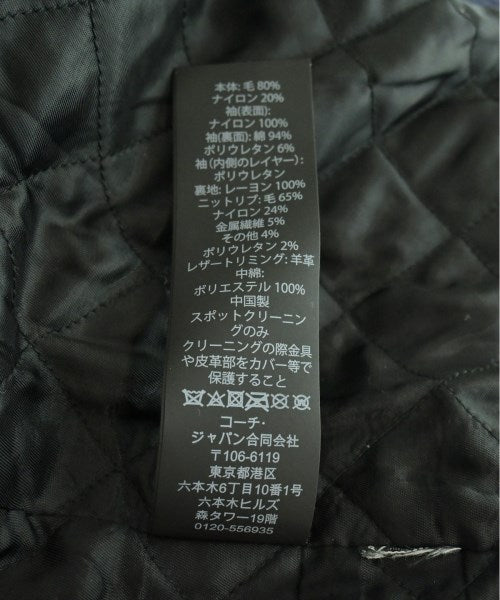 本体: 毛 80%
ナイロン 20%
袖(表面):
ナイロン 100%
袖(裏面): 綿 94%
ポリウレタン 6%
袖（内側のレイヤー）:
ポリウレタン
裏地: レーヨン 100%
ニットリブ: 毛 65%
ナイロン 24%
金属繊維 5%
その他 4%
ポリウレタン 2%
レザートリミング: 羊革
中綿:
ポリエステル 100%
中国製
スポットクリーニン
グのみ
クリーニングの際金具
や皮革部をカバー等で
保護すること
コーチ・
ジャパン合同会社
〒106-6119
東京都港区
六本木6丁目10番1号
六本木ヒルズ
森タワー19階
0120-556935